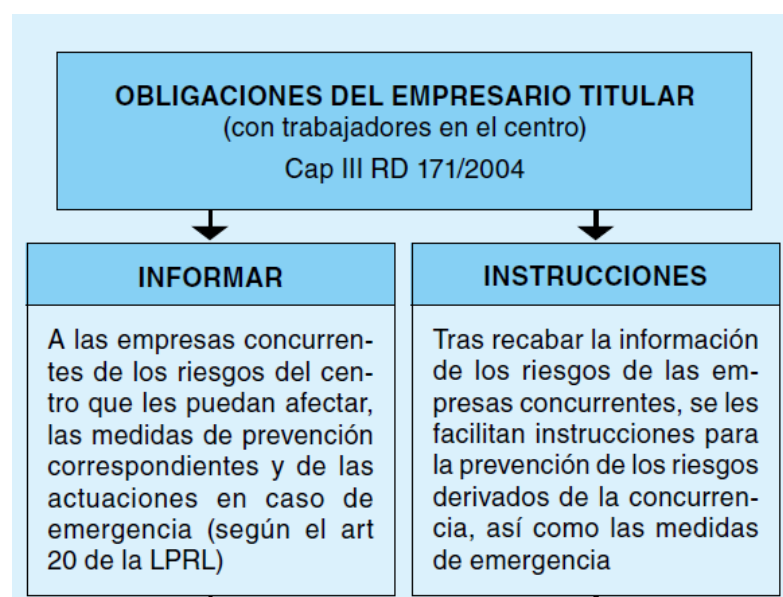 OBLIGACIONES DEL EMPRESARIO TITULAR
(con trabajadores en el centro)
Cap III RD 171/2004
INFORMAR
A las empresas concurren-
tes de los riesgos del cen-
tro que les puedan afectar,
las medidas de prevención
correspondientes y de las
actuaciones en caso de
emergencia (según el art
20 de la LPRL)
INSTRUCCIONES
Tras recabar la información
de los riesgos de las em-
presas concurrentes, se les
facilitan instrucciones para
la prevención de los riesgos
derivados de la concurren-
cia, así como las medidas
de emergencia